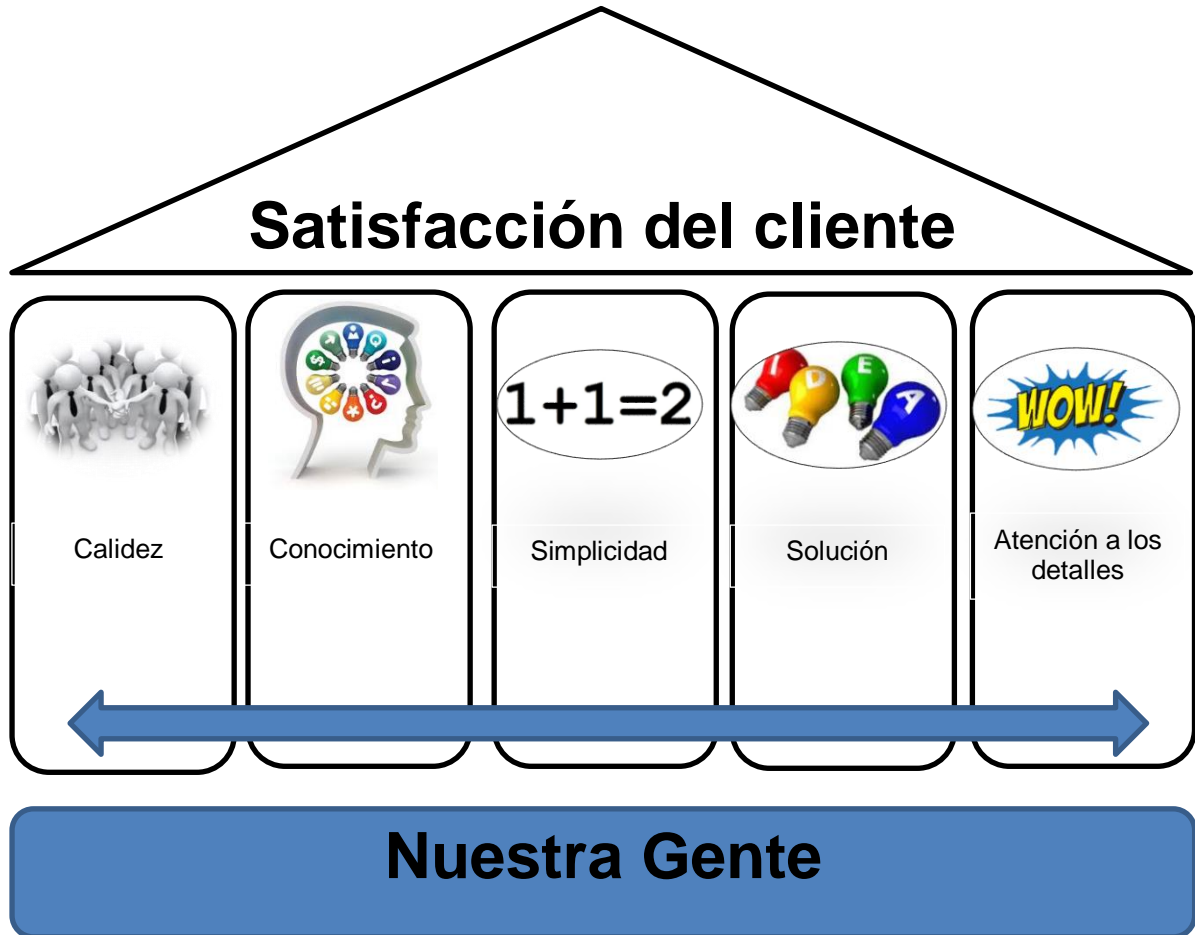 Satisfacción del cliente
1+1=2
I D E A
WOW!
Calidez
Conocimiento
Simplicidad
Solución
Atención a los
detalles
Nuestra Gente